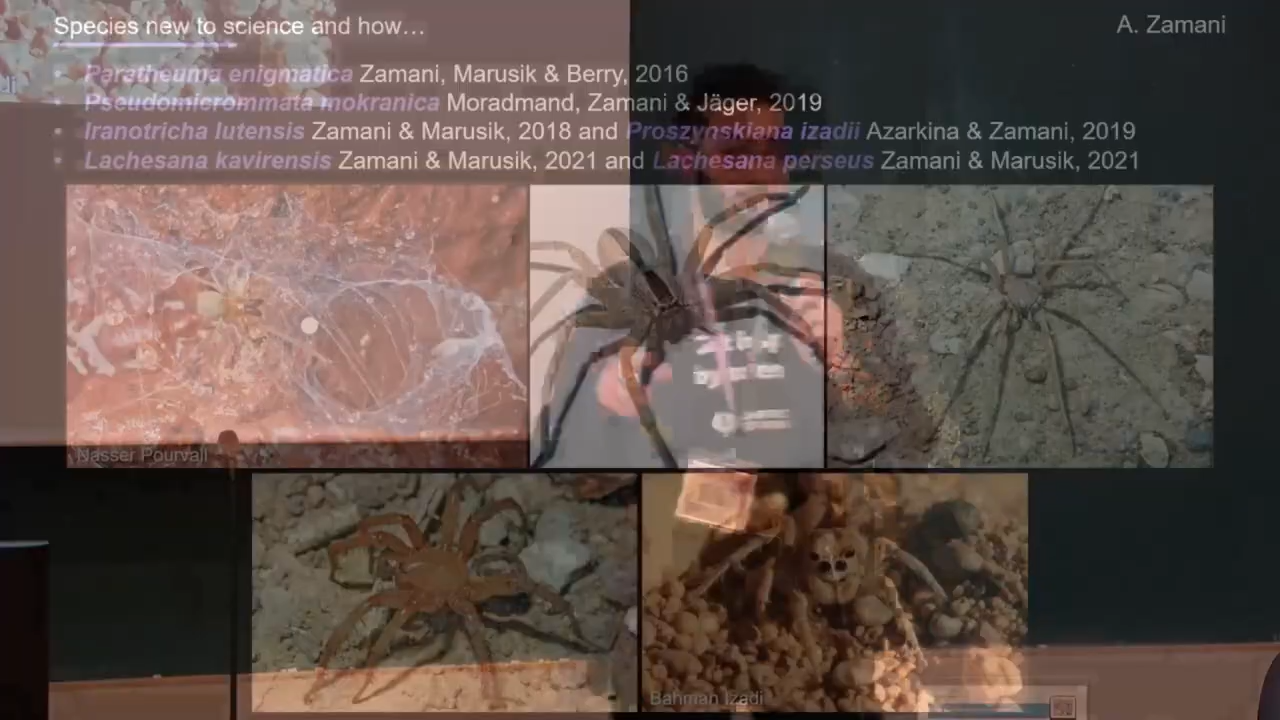 Species new to science and how…
A. Zamani
di
• Paratheuma enigmatica Zamani, Marusik & Berry, 2016
• Pseudomicrommata mokranica Moradmand, Zamani & Jäger, 2019
• Iranotricha lutensis Zamani & Marusik, 2018 and Proszynskiana izadii Azarkina & Zamani, 2019
• Lachesana kavirensis Zamani & Marusik, 2021 and Lachesana perseus Zamani & Marusik, 2021
Nasser Pourvali
Bahman Izadi